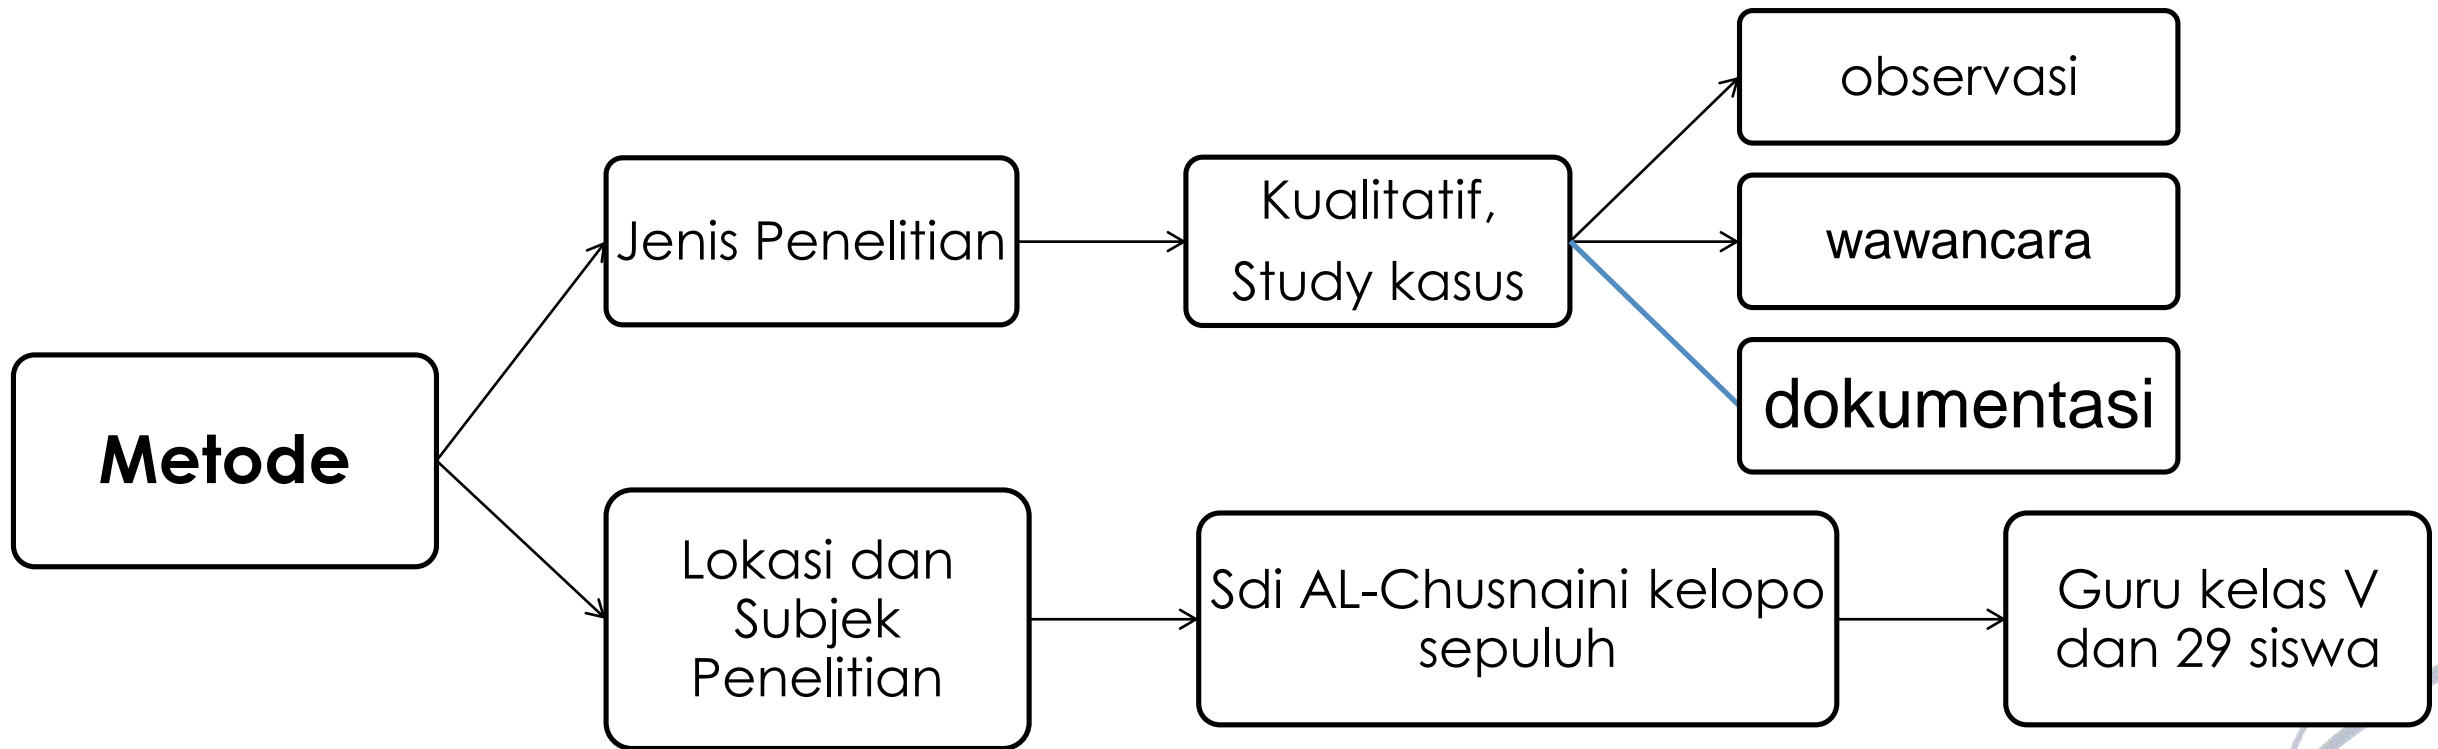 Metode
Jenis Penelitian
Kualitatif,
Study kasus
observasi
wawancara
dokumentasi
Lokasi dan
Subjek
Penelitian
Sdi AL-Chusnaini kelopo
sepuluh
Guru kelas V
dan 29 siswa